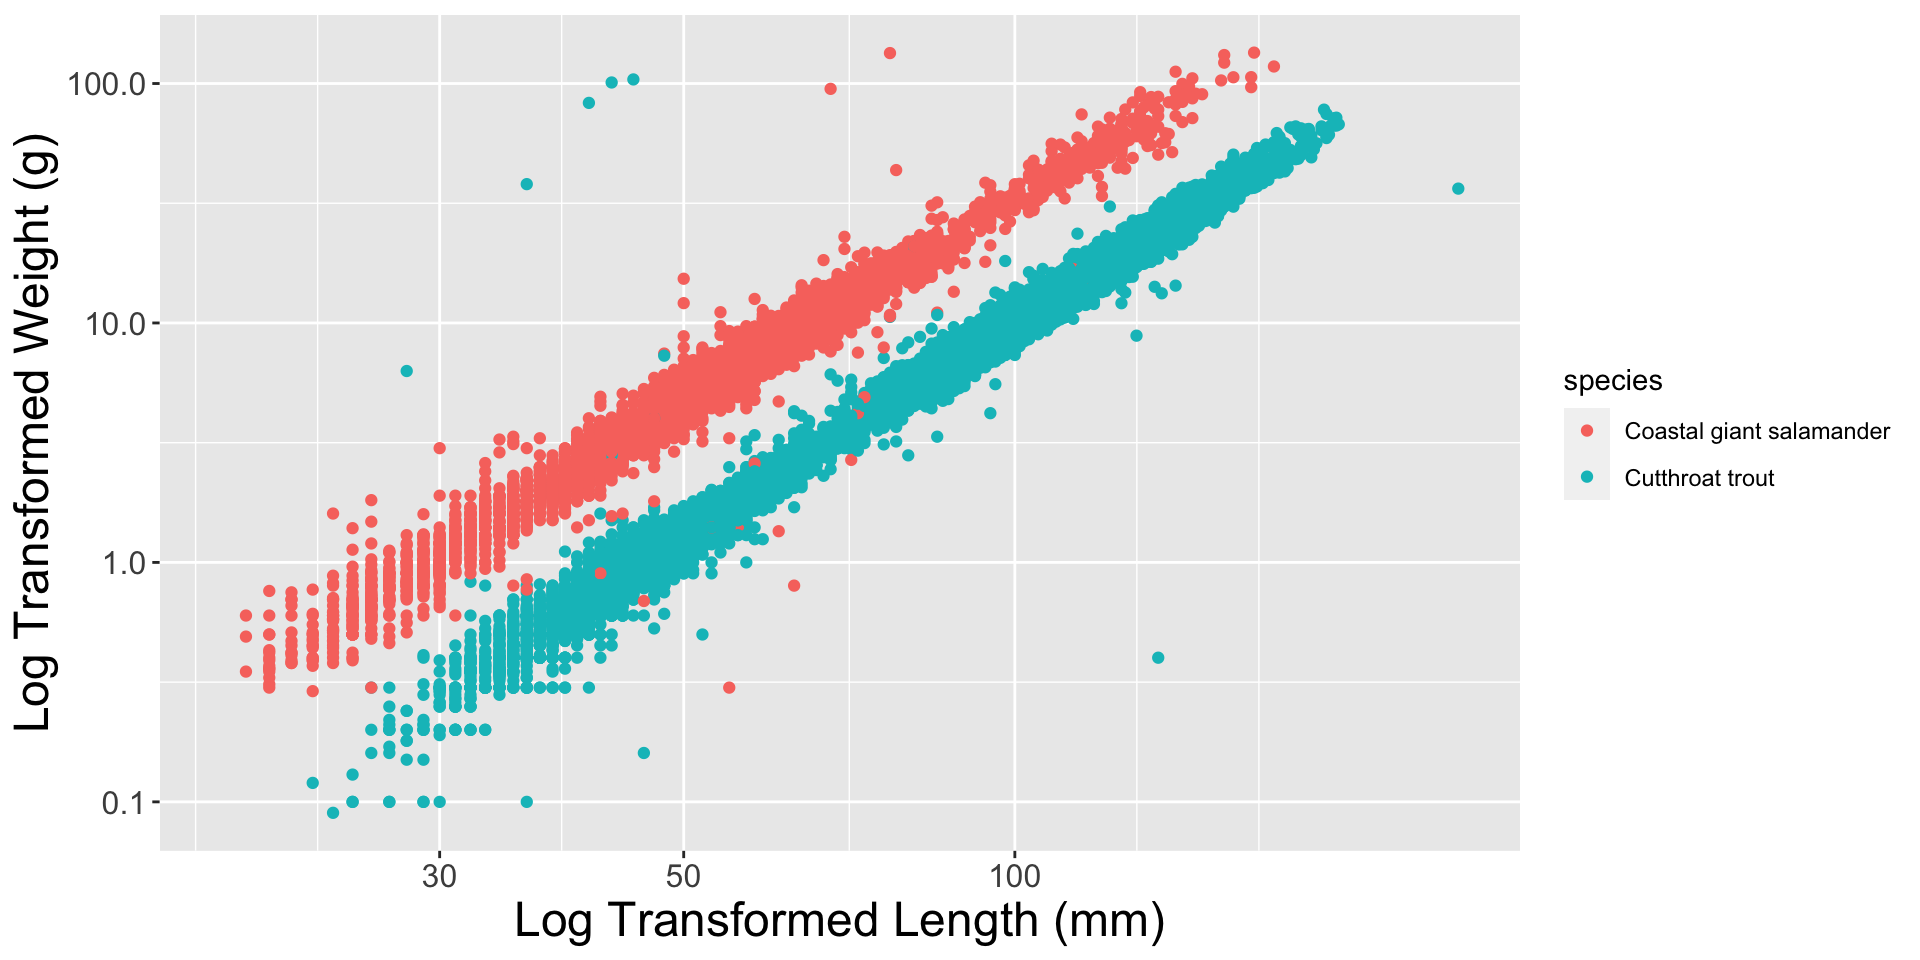 100.0
10.0
1.0
0.1
Log Transformed Weight (g)
30
50
100
Log Transformed Length (mm)
species
Coastal giant salamander
Cutthroat trout